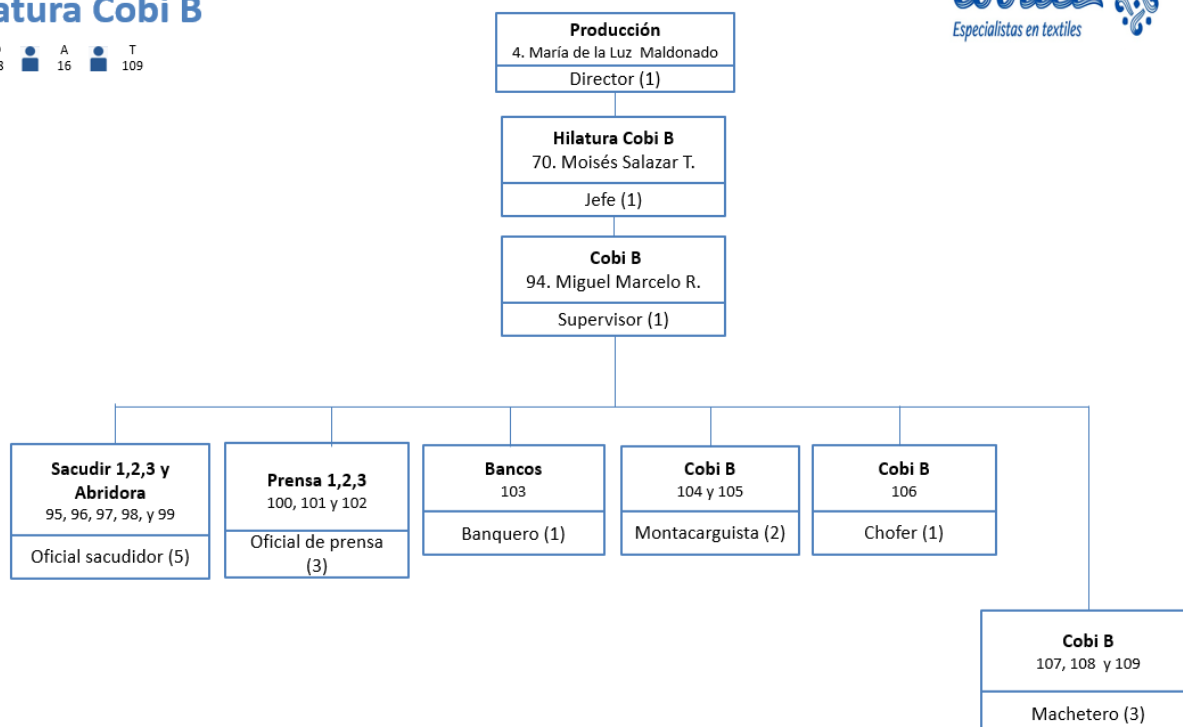 atura Cobi B
A
T
3
16
109
Especialistas en textiles
Producción
4. María de la Luz Maldonado
Director (1)
Hilatura Cobi B
70. Moisés Salazar T.
Jefe (1)
Cobi B
94. Miguel Marcelo R.
Supervisor (1)
Sacudir 1,2,3 y
Abridora
95, 96, 97, 98, y 99
Oficial sacudidor (5)
Prensa 1,2,3
100, 101 y 102
Oficial de prensa
(3)
Bancos
103
Banquero (1)
Cobi B
104 y 105
Montacarguista (2)
Cobi B
106
Chofer (1)
Cobi B
107, 108 y 109
Machetero (3)